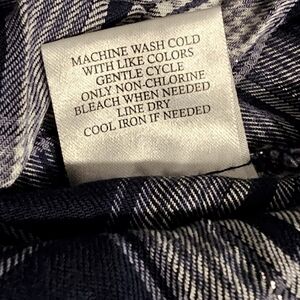 MACHINE WASH COLD
WITH LIKE COLORS
GENTLE CYCLE
ONLY NON-CHLORINE
BLEACH WHEN NEEDED
LINE DRY
COOL IRON IF NEEDED